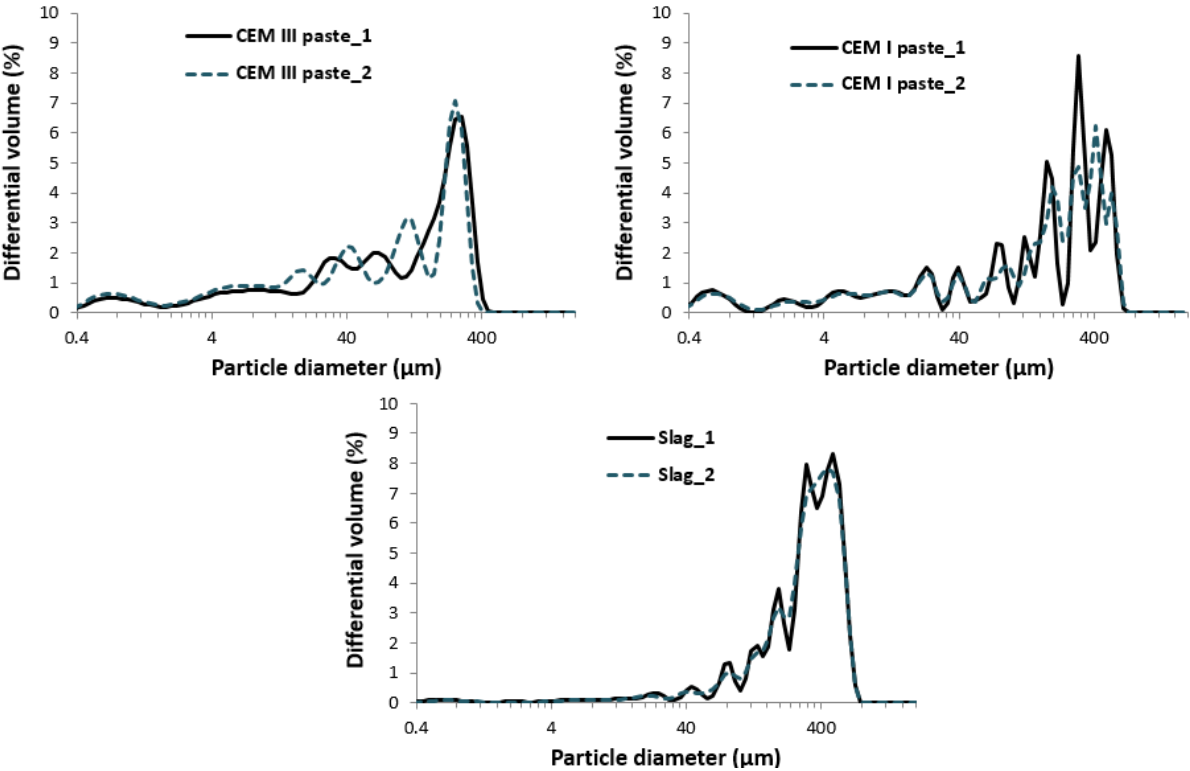 10
9
8
7
6
5
4
3
2
1
0
Differential volume (%)
CEM III paste_1
CEM III paste_2
0.4 4 40 400
Particle diameter (µm)
10
9
8
7
6
5
4
3
2
1
0
Differential volume (%)
CEM I paste_1
CEM I paste_2
0.4 4 40 400
Particle diameter (µm)
10
9
8
7
6
5
4
3
2
1
0
Differential volume (%)
Slag_1
Slag_2
0.4 4 40 400
Particle diameter (µm)